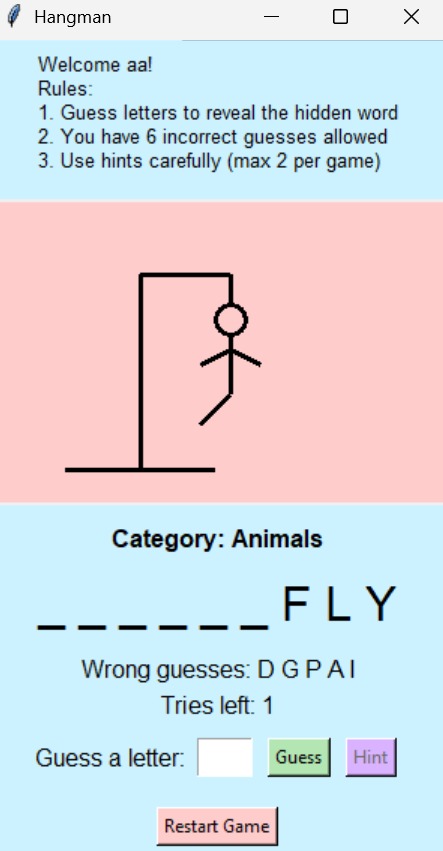 Hangman
Welcome aa!
Rules:
1. Guess letters to reveal the hidden word
2. You have 6 incorrect guesses allowed
3. Use hints carefully (max 2 per game)
Category: Animals
_ _ _ _ _ _ F L Y
Wrong guesses: D G P A I
Tries left: 1
Guess a letter: Guess Hint
Restart Game